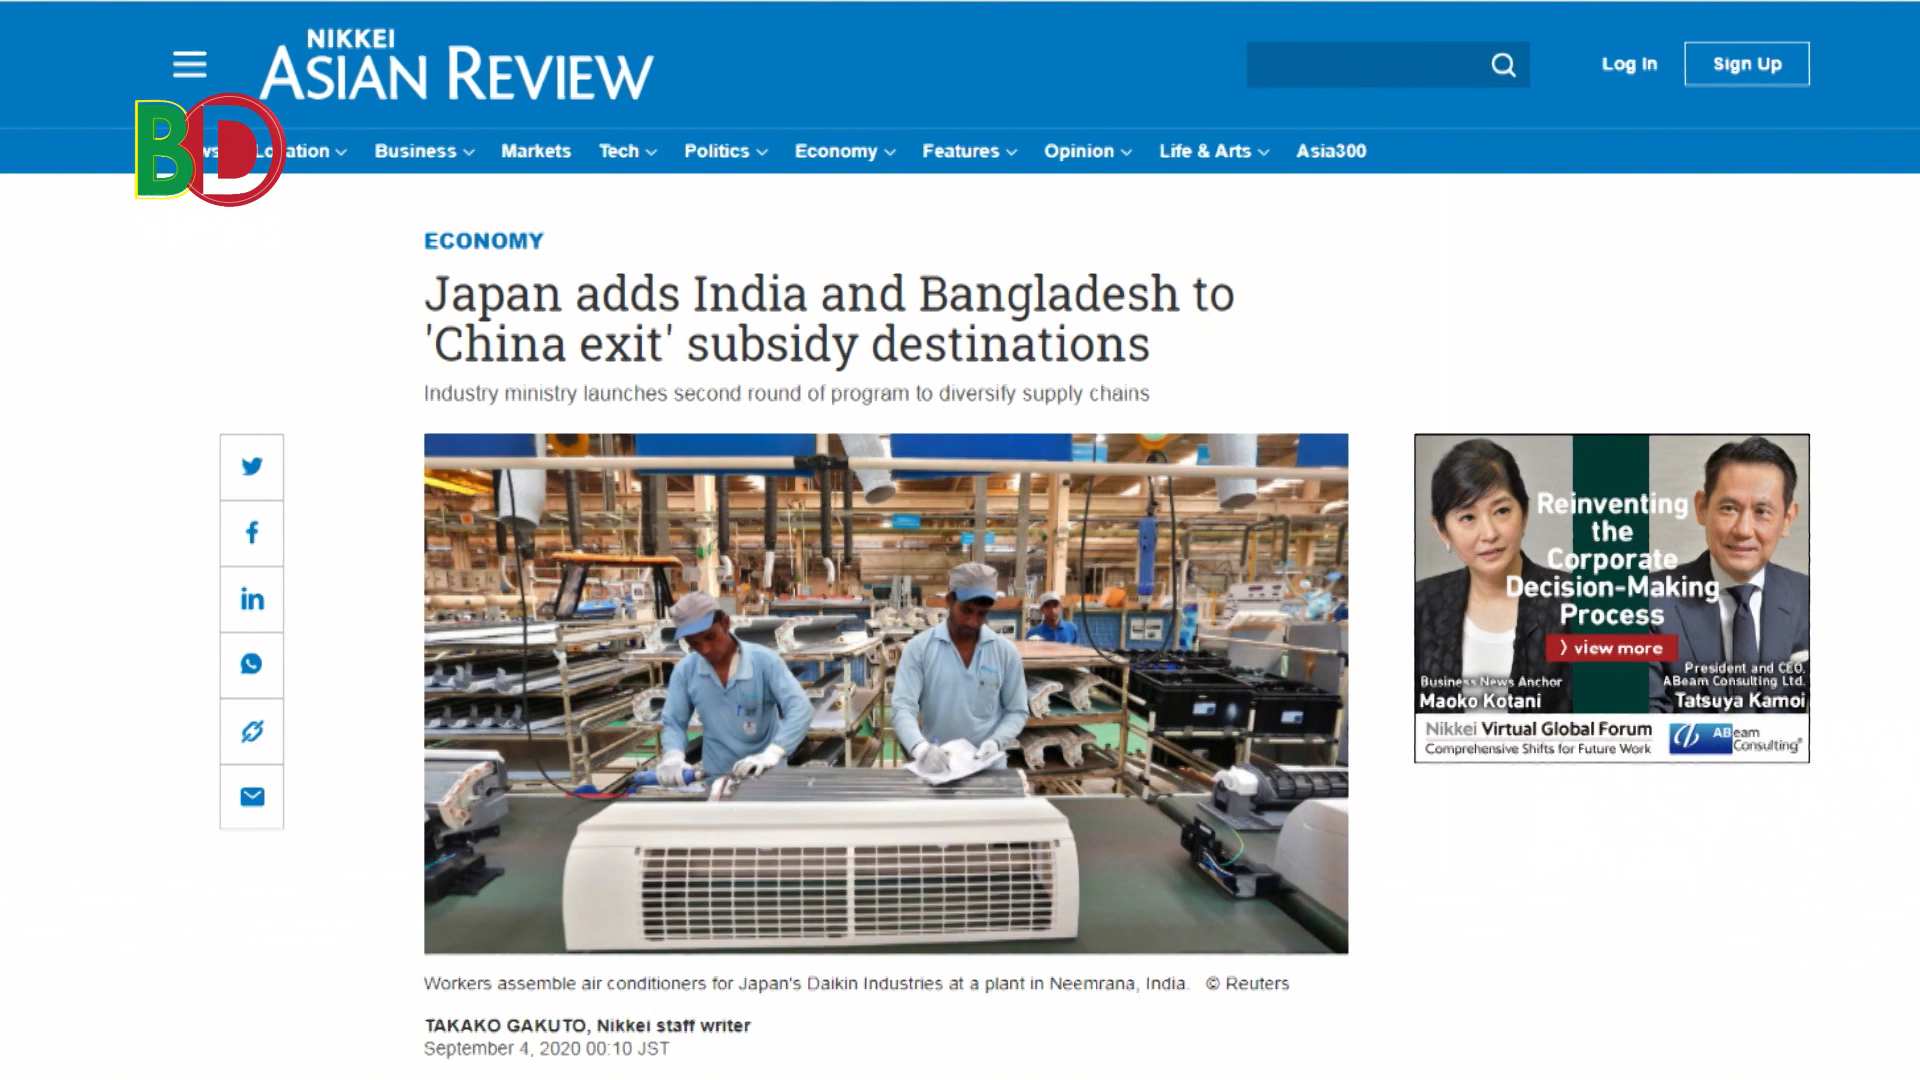 NIKKEI
ASIAN REVIEW
Log In
Sign Up
BD
Location
Business
Markets
Tech
Politics
Economy
Features
Opinion
Life & Arts
Asia300
ECONOMY
Japan adds India and Bangladesh to
'China exit' subsidy destinations
Industry ministry launches second round of program to diversify supply chains
Reinventing
the
Corporate
Decision-Making
Process
view more
Business News Anchor
Maoko Kotani
President and CEO,
ABeam Consulting Ltd.
Tatsuya Kamoi
Nikkei Virtual Global Forum
Comprehensive Shifts for Future Work
ABeam
Consulting®
Workers assemble air conditioners for Japan's Daikin Industries at a plant in Neemrana, India. © Reuters
TAKAKO GAKUTO, Nikkei staff writer
September 4, 2020 00:10 JST